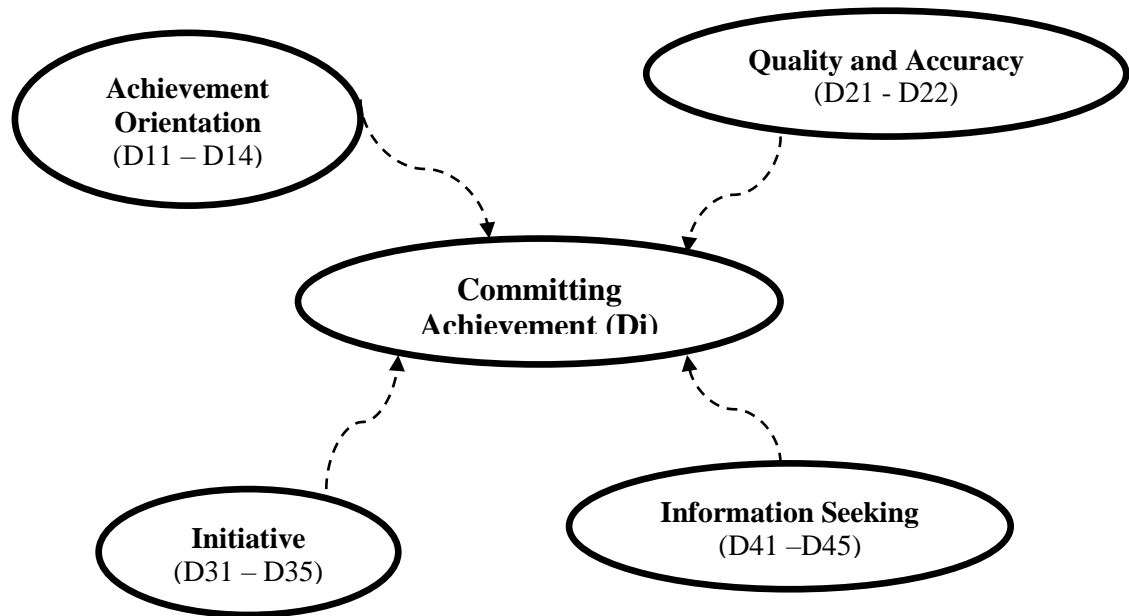 Achievement
Orientation
(D11 – D14)
Quality and Accuracy
(D21 - D22)
Committing
Achievement (Di)
Initiative
(D31 – D35)
Information Seeking
(D41 –D45)